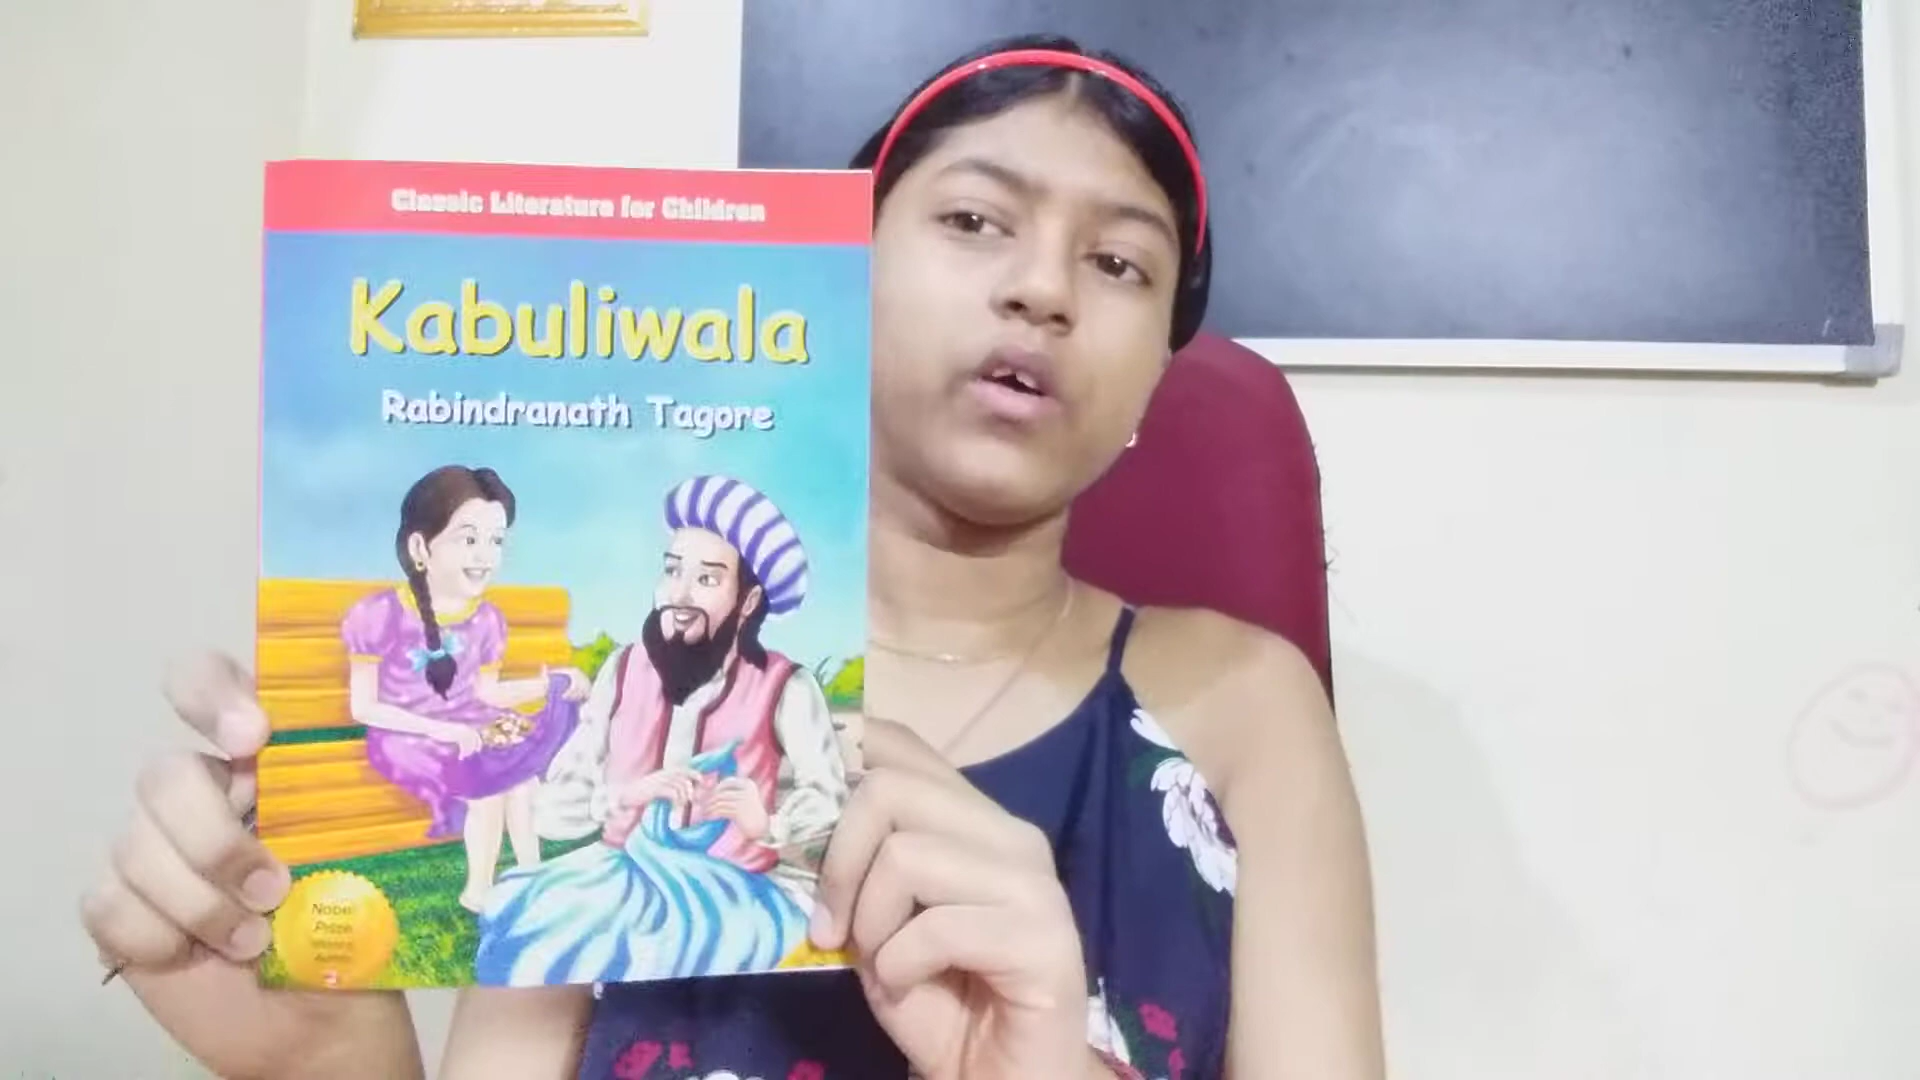 Classic Literature for Children
Kabuliwala
Rabindranath Tagore
Nobel
Prize